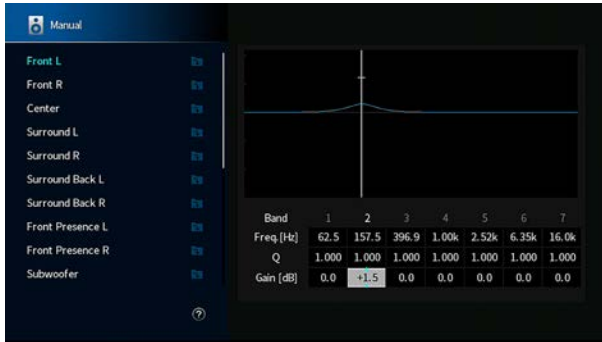 Manual
Front L
Front R
Center
Surround L
Surround R
Surround Back L
Surround Back R
Front Presence L
Front Presence R
Subwoofer
Band 1 2 3 4 5 6 7
Freq.[Hz] 62.5 157.5 396.9 1.00k 2.52k 6.35k 16.0k
Q 1.000 1.000 1.000 1.000 1.000 1.000 1.000
Gain [dB] 0.0 +1.5 0.0 0.0 0.0 0.0 0.0
?